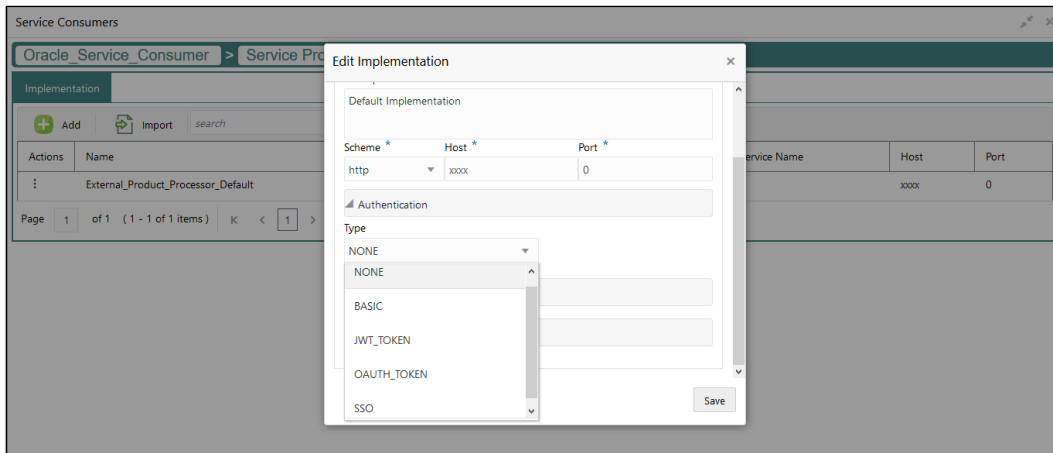 Service Consumers
Oracle_Service_Consumer > Service Pro
Implementation
Add Import search
Actions Name ervice Name Host Port
External_Product_Processor_Default xxxx 0
Page 1 of 1 (1 - 1 of 1 items) K < 1 >
Edit Implementation ×
Default Implementation
Scheme * Host * Port *
http xxxx 0
Authentication
Type
NONE
NONE
BASIC
JWT_TOKEN
OAUTH_TOKEN
SSO
Save